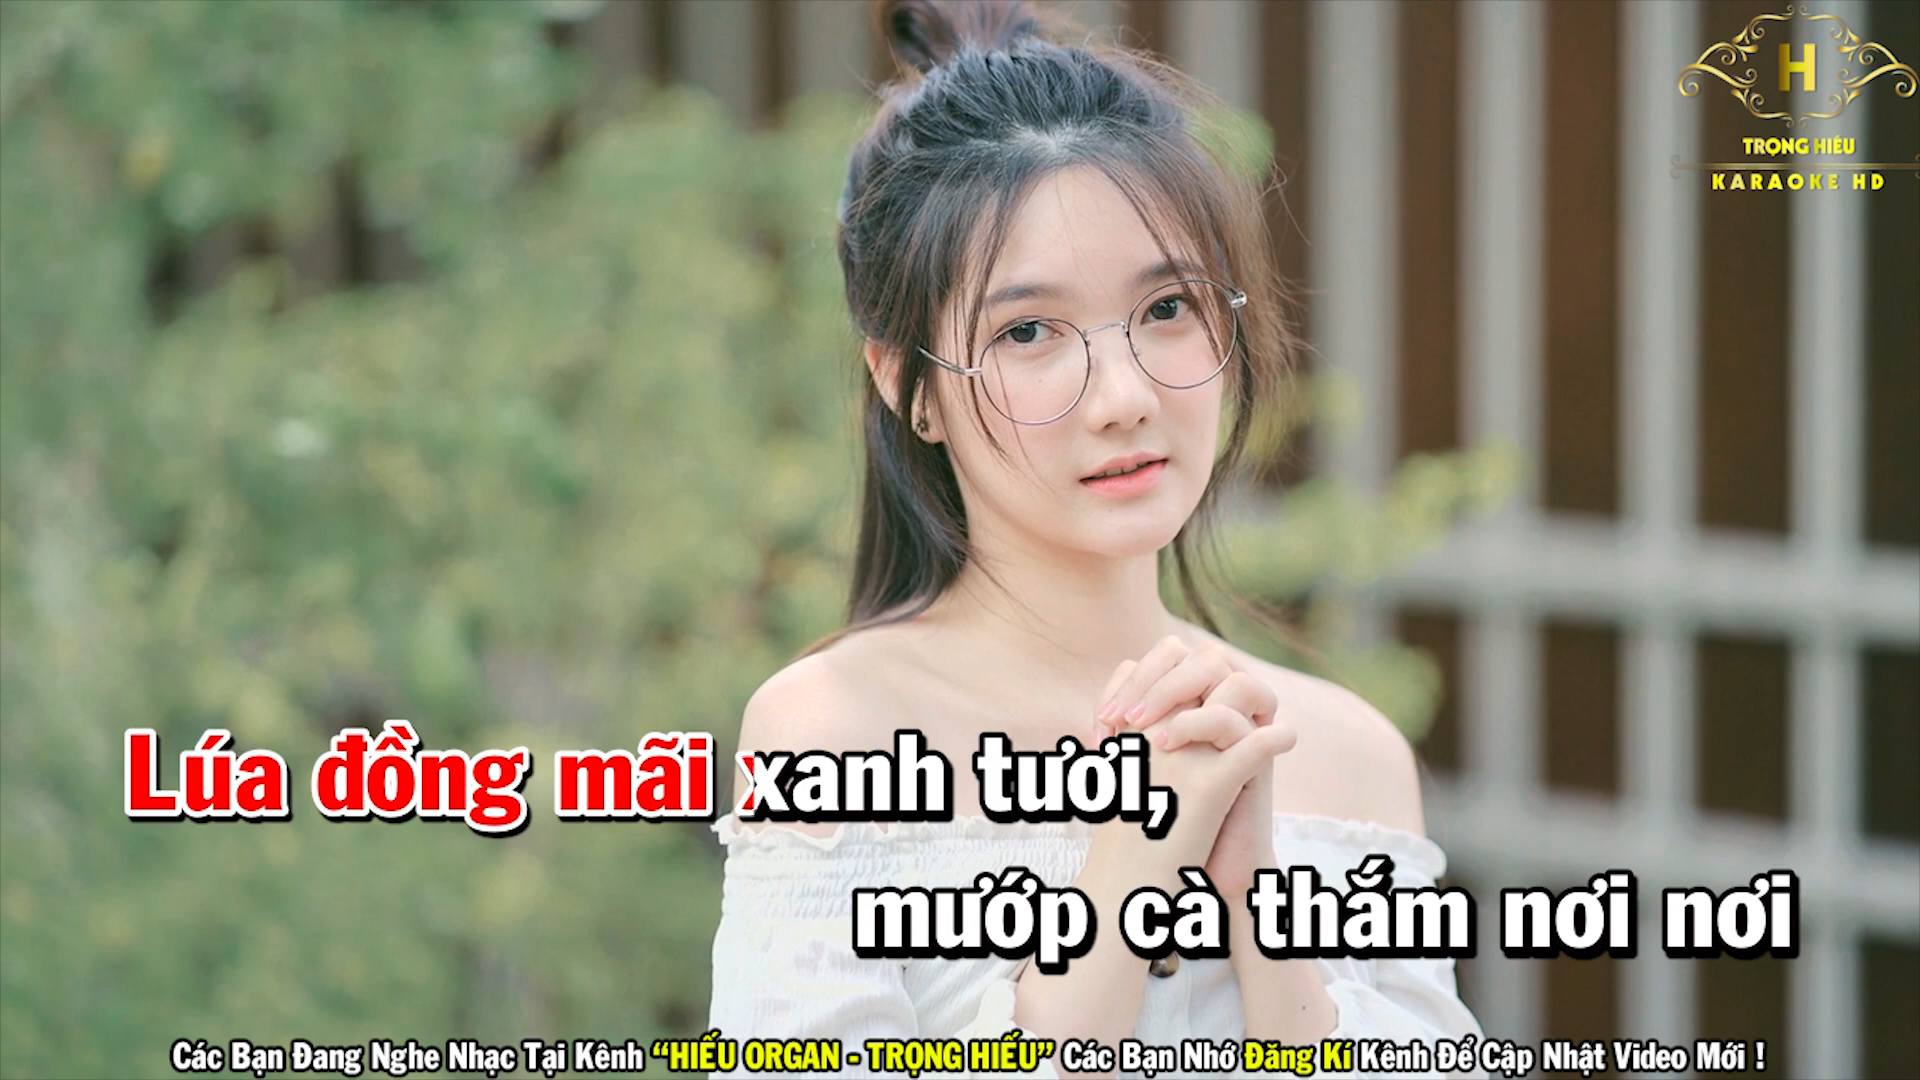 H
TRỌNG HIẾU
KARAOKE HD
Lúa đồng mãi xanh tươi,
mướp cà thắm nơi nơi
Các Bạn Đang Nghe Nhạc Tại Kênh “HIẾU ORGAN - TRỌNG HIẾU” Các Bạn Nhớ Đăng Kí Kênh Để Cập Nhật Video Mới !